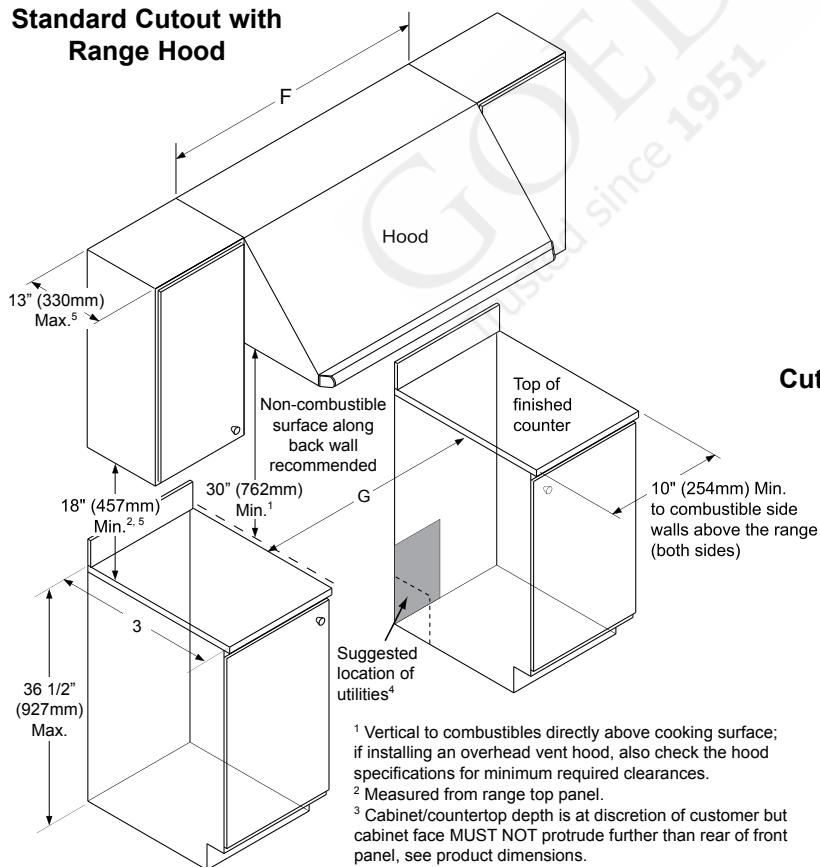 Standard Cutout with
Range Hood
F
GOED
Trusted since 1951
Hood
13” (330mm)
Max.5
Non-combustible
surface along
back wall
recommended
Top of
finished
counter
Cut
18" (457mm)
Min.2, 5
30” (762mm)
Min.1
G
10" (254mm) Min.
to combustible side
walls above the range
(both sides)
3
Suggested
location of
utilities4
36 1/2”
(927mm)
Max.
1 Vertical to combustibles directly above cooking surface;
if installing an overhead vent hood, also check the hood
specifications for minimum required clearances.
2 Measured from range top panel.
3 Cabinet/countertop depth is at discretion of customer but
cabinet face MUST NOT protrude further than rear of front
panel, see product dimensions.